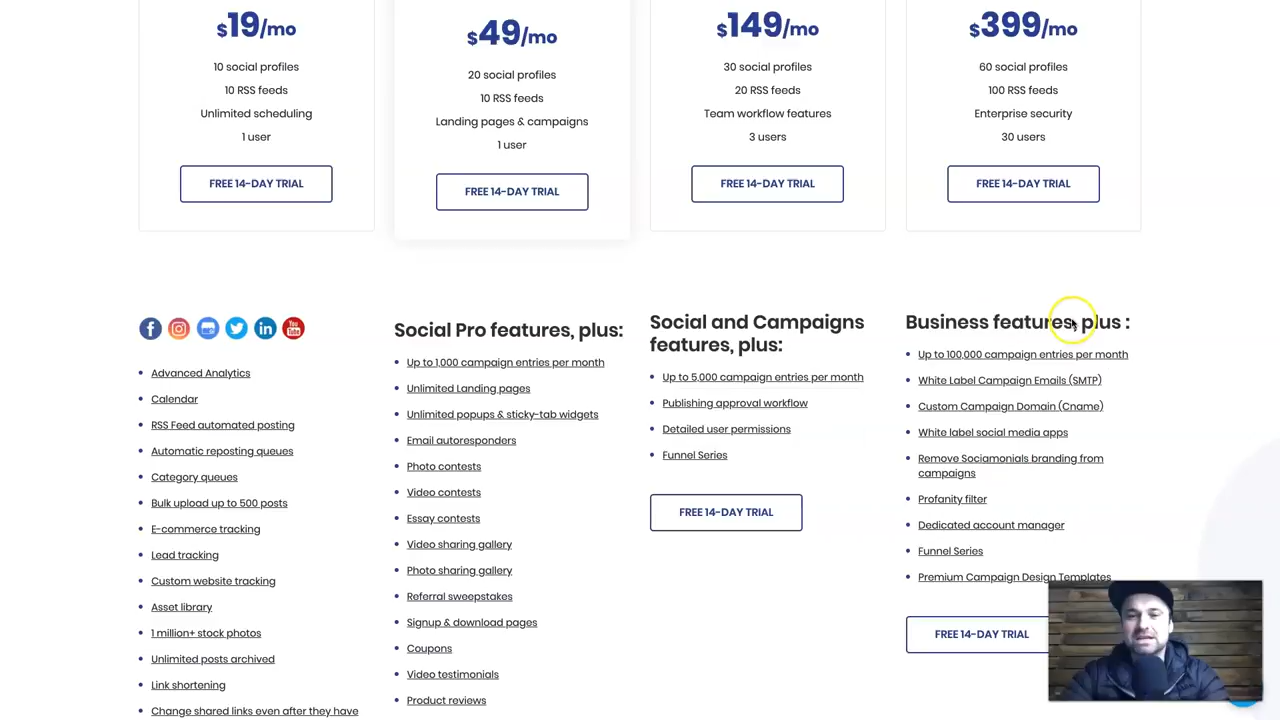 $19/mo
10 social profiles
10 RSS feeds
Unlimited scheduling
1 user
FREE 14-DAY TRIAL
$49/mo
20 social profiles
10 RSS feeds
Landing pages & campaigns
1 user
FREE 14-DAY TRIAL
$149/mo
30 social profiles
20 RSS feeds
Team workflow features
3 users
FREE 14-DAY TRIAL
$399/mo
60 social profiles
100 RSS feeds
Enterprise security
30 users
FREE 14-DAY TRIAL
You
Tube
Advanced Analytics
Calendar
RSS Feed automated posting
Automatic reposting queues
Category queues
Bulk upload up to 500 posts
E-commerce tracking
Lead tracking
Custom website tracking
Asset library
1 million+ stock photos
Unlimited posts archived
Link shortening
Change shared links even after they have
Social Pro features, plus:
Up to 1,000 campaign entries per month
Unlimited Landing pages
Unlimited popups & sticky-tab widgets
Email autoresponders
Photo contests
Video contests
Essay contests
Video sharing gallery
Photo sharing gallery
Referral sweepstakes
Signup & download pages
Coupons
Video testimonials
Product reviews
Social and Campaigns
features, plus:
Up to 5,000 campaign entries per month
Publishing approval workflow
Detailed user permissions
Funnel Series
FREE 14-DAY TRIAL
Business features, plus :
Up to 100,000 campaign entries per month
White Label Campaign Emails (SMTP)
Custom Campaign Domain (Cname)
White label social media apps
Remove Sociamonials branding from
campaigns
Profanity filter
Dedicated account manager
Funnel Series
Premium Campaign Design Templates
FREE 14-DAY TRIAL